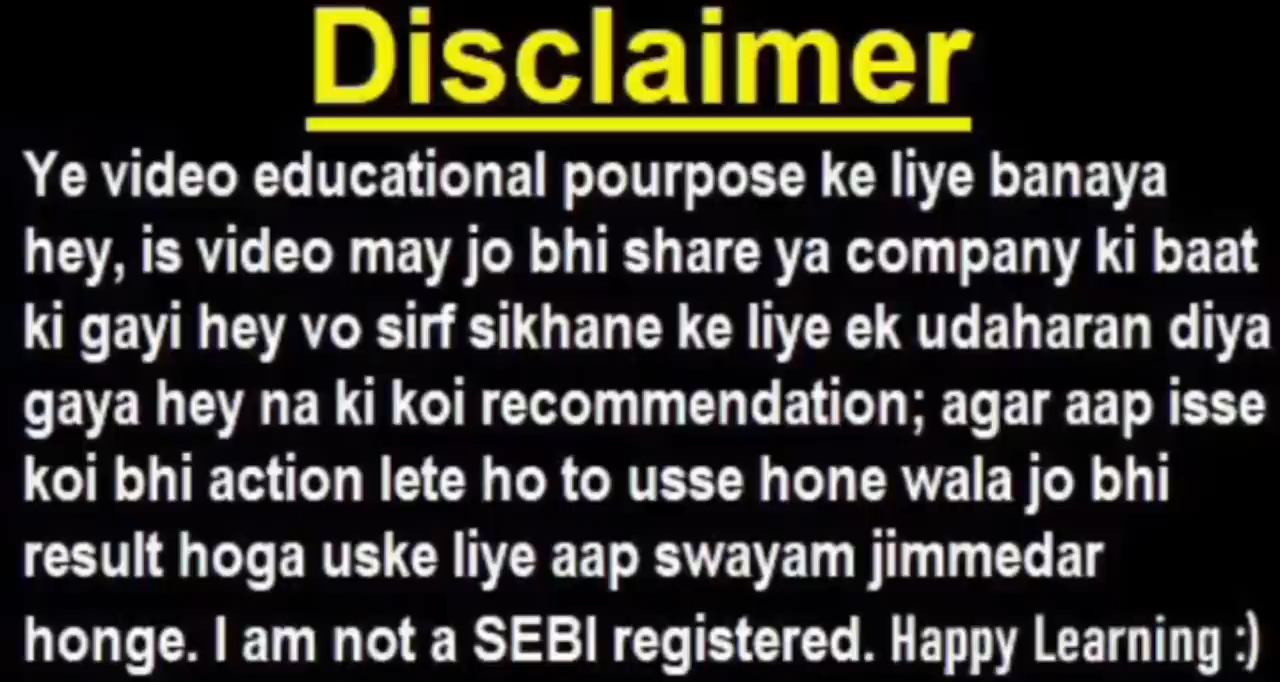 Disclaimer
Ye video educational pourpose ke liye banaya
hey, is video may jo bhi share ya company ki baat
ki gayi hey vo sirf sikhane ke liye ek udaharan diya
gaya hey na ki koi recommendation; agar aap isse
koi bhi action lete ho to usse hone wala jo bhi
result hoga uske liye aap swayam jimmedar
honge. I am not a SEBI registered. Happy Learning :)